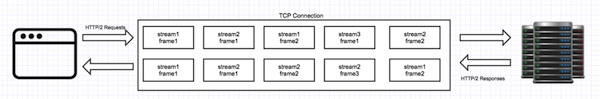 TCP Connection
HTTP/2 Requests
stream1
frame1
stream2
frame1
stream1
frame2
stream3
frame1
stream2
frame2
stream1
frame1
stream2
frame1
stream2
frame2
stream2
frame3
stream1
frame2
HTTP/2 Responses